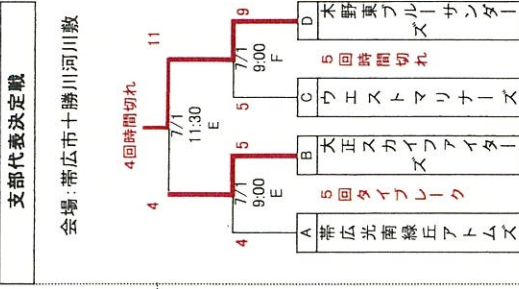 支部代表決定戦
会場:帯広市十勝川河川敷
4回時間切れ
4
11
7/1
11:30
E
4
5
5
9
7/1
9:00
E
7/1
9:00
F
5回タイブレーク
5回時間切れ
A
帯広光南緑丘アトムズ
B
大正スカイファイターズ
C
ウエストマリナーズ
D
木野東ブルーサンダーズ